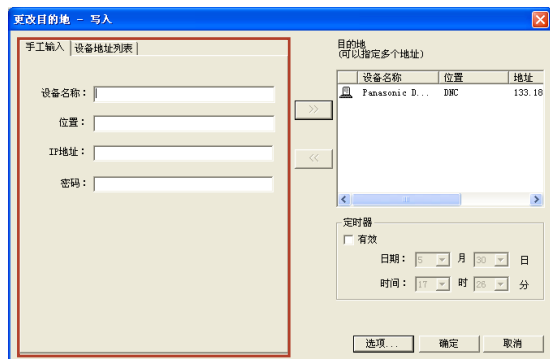 更改目的地 - 写入
手工输入 设备地址列表
设备名称：
位置：
IP地址：
密码：
>>
<<
目的地
(可以指定多个地址)
设备名称 位置 地址
Panasonic D... DNC 133.18
定时器
有效
日期： 5 月 30 日
时间： 17 时 26 分
选项... 确定 取消